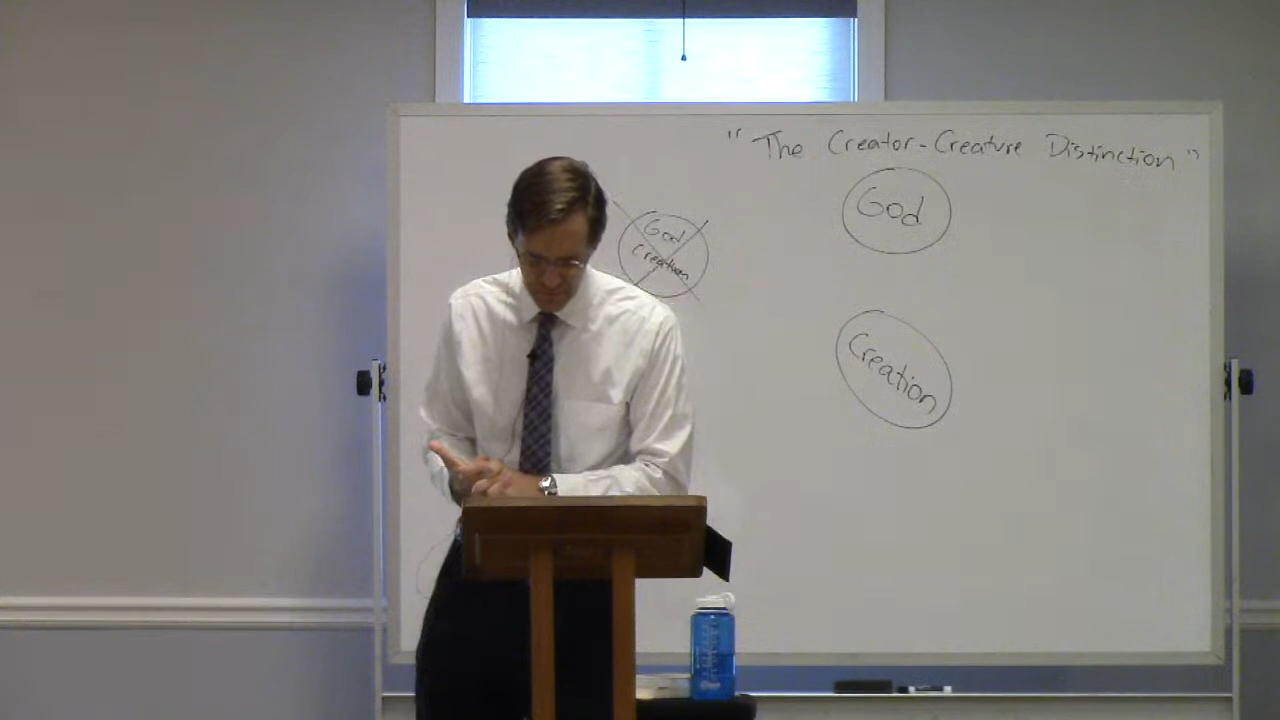 "The Creator-Creature Distinction"
God
God
Creation
Creation